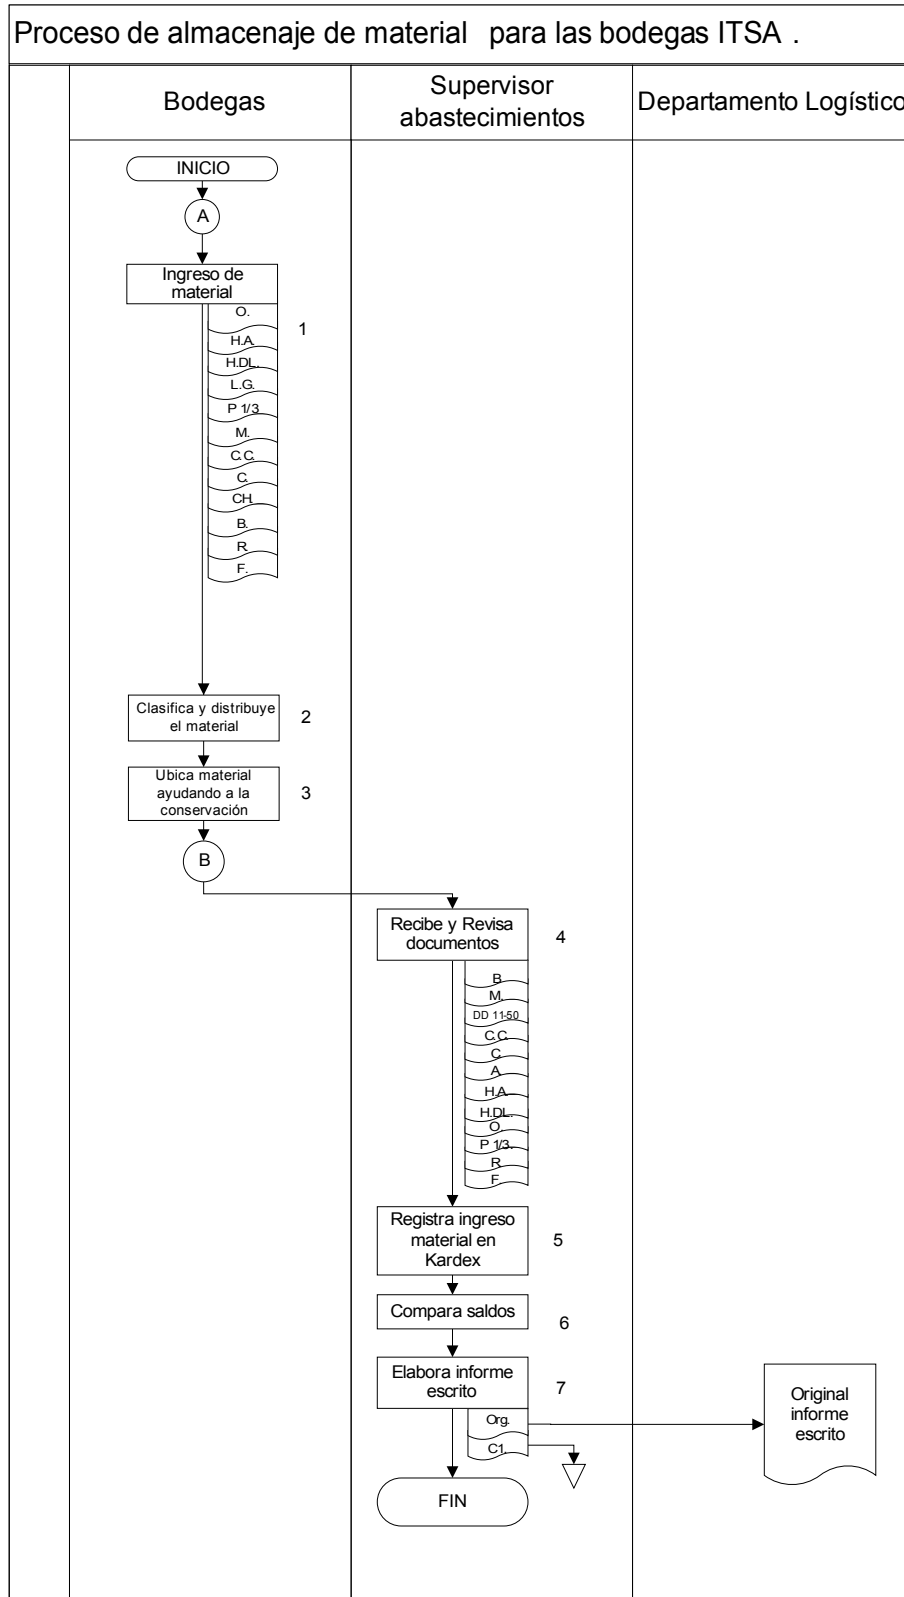 Proceso de almacenaje de material para las bodegas ITSA .
Bodegas
Supervisor
abastecimientos
Departamento Logístico
INICIO
A
Ingreso de
material
1
O.
H.A.
H.DL.
L.G.
P 1/3
M.
C.C.
C.
CH.
B.
R.
F.
Clasifica y distribuye
el material
2
Ubica material
ayudando a la
conservación
3
B
Recibe y Revisa
documentos
4
B.
M.
DD 11-50
C.C.
C.
A.
H.A.
H.DL.
O.
P 1/3.
R.
F.
Registra ingreso
material en
Kardex
5
Compara saldos
6
Elabora informe
escrito
7
Org.
C1.
Original
informe
escrito
FIN